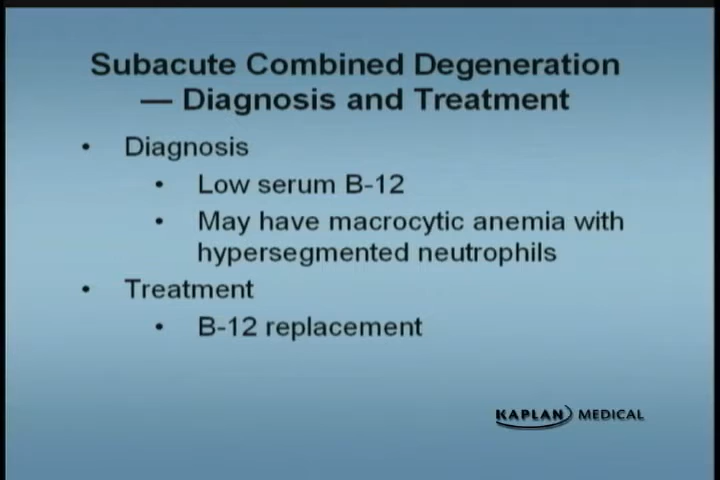 Subacute Combined Degeneration
— Diagnosis and Treatment
• Diagnosis
• Low serum B-12
• May have macrocytic anemia with
hypersegmented neutrophils
• Treatment
• B-12 replacement
KAPLAN MEDICAL